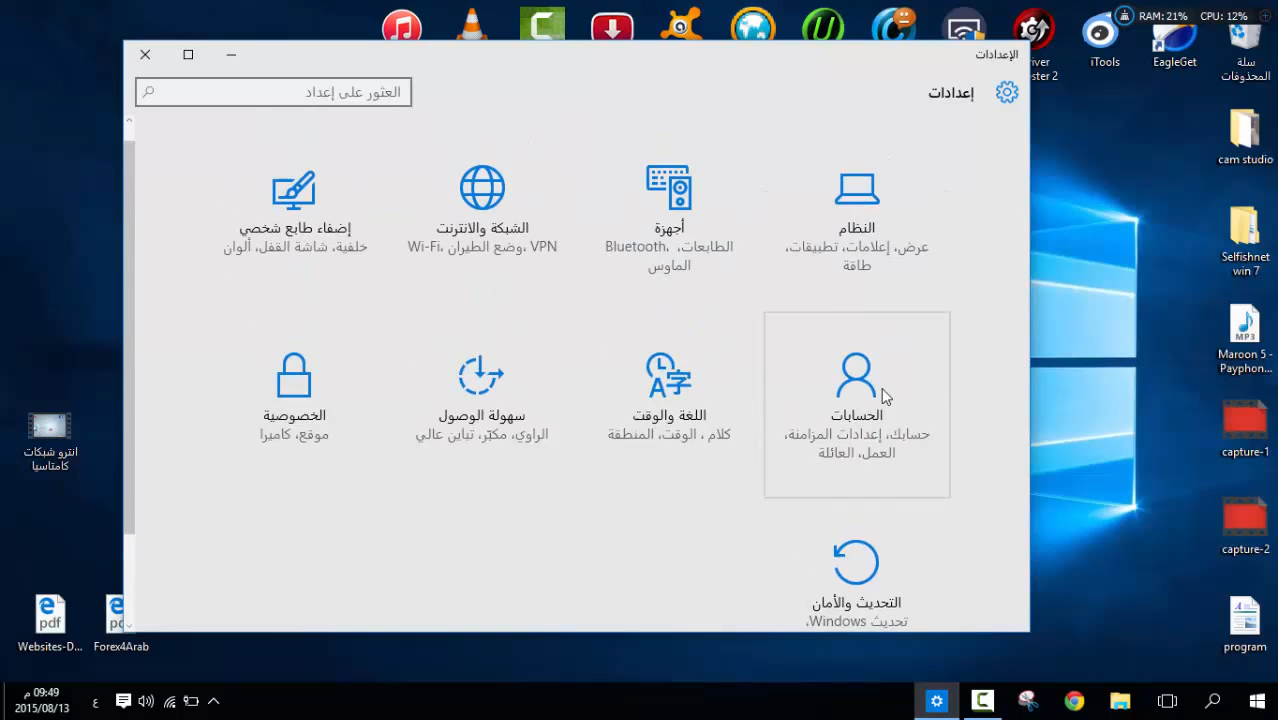 RAM: 21%
CPU: 12%
iTools
EagleGet
سلة
المحذوفات
الإعدادات
إعدادات
العثور على إعداد
النظام
عرض، إعلامات، تطبيقات،
طاقة
أجهزة
الطابعات، Bluetooth،
الماوس
الشبكة والانترنت
Wi-Fi، وضع الطيران، VPN
إضفاء طابع شخصي
خلفية، شاشة القفل، ألوان
الحسابات
حسابك، إعدادات المزامنة،
العمل، العائلة
اللغة والوقت
كلام ، الوقت، المنطقة
سهولة الوصول
الراوي، مكبّر، تباين عالي
الخصوصية
موقع، كاميرا
التحديث والأمان
تحديث Windows،
cam studio
Selfishnet
win 7
MP3
Maroon 5 -
Payphon...
capture-1
capture-2
program
انترو شبكات
كامتاسيا
pdf
Websites-D...
Forex4Arab
09:49 م
2015/08/13
ع